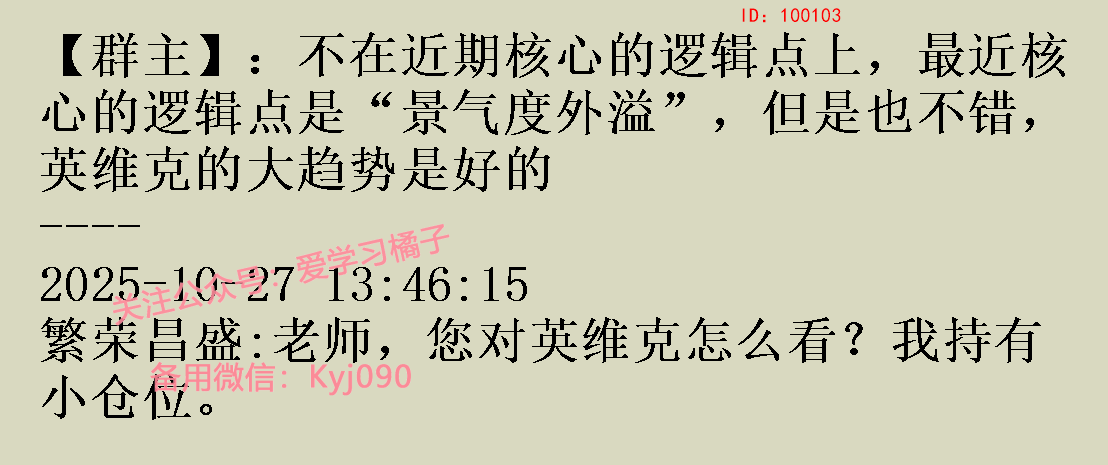 ID：100103
【群主】：不在近期核心的逻辑点上，最近核
心的逻辑点是“景气度外溢”，但是也不错，
英维克的大趋势是好的
----
2025-10-27 13:46:15
关注公众号：爱学习橘子
繁荣昌盛:老师，您对英维克怎么看？我持有
备用微信：Kyj090
小仓位。